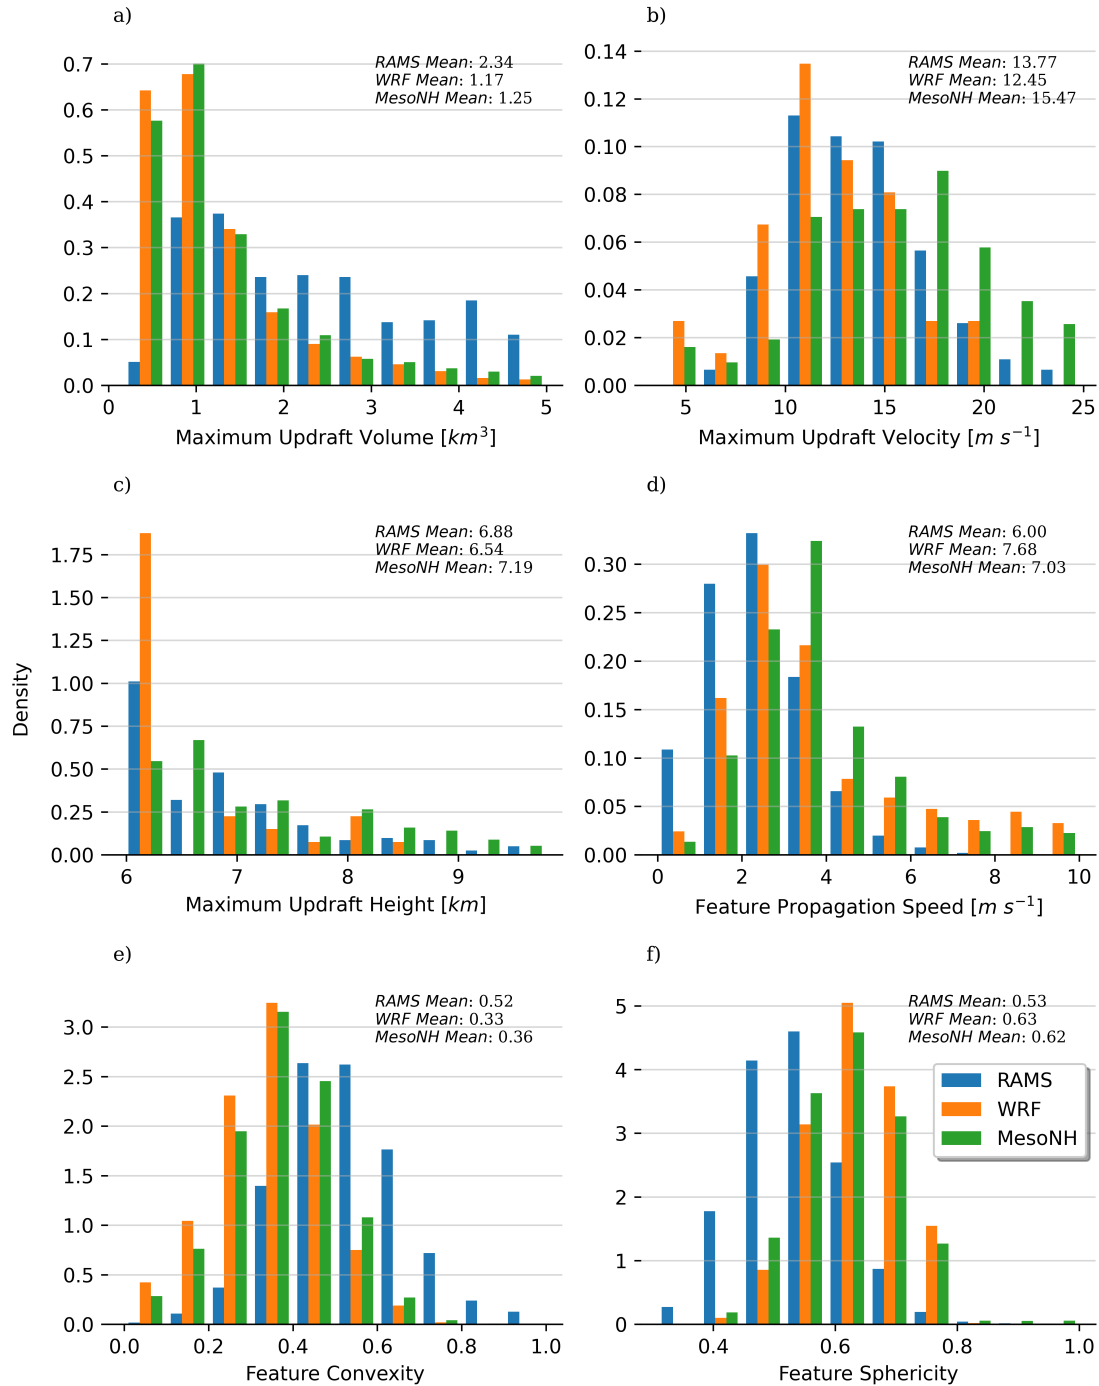 a)
RAMS Mean: 2.34
WRF Mean: 1.17
MesoNH Mean: 1.25
0.7
0.6
0.5
0.4
0.3
0.2
0.1
0.0
0 1 2 3 4 5
Maximum Updraft Volume [km³]
b)
RAMS Mean: 13.77
WRF Mean: 12.45
MesoNH Mean: 15.47
0.14
0.12
0.10
0.08
0.06
0.04
0.02
0.00
5 10 15 20 25
Maximum Updraft Velocity [m s⁻¹]
c)
RAMS Mean: 6.88
WRF Mean: 6.54
MesoNH Mean: 7.19
Density
1.75
1.50
1.25
1.00
0.75
0.50
0.25
0.00
6 7 8 9
Maximum Updraft Height [km]
d)
RAMS Mean: 6.00
WRF Mean: 7.68
MesoNH Mean: 7.03
0.30
0.25
0.20
0.15
0.10
0.05
0.00
0 2 4 6 8 10
Feature Propagation Speed [m s⁻¹]
e)
RAMS Mean: 0.52
WRF Mean: 0.33
MesoNH Mean: 0.36
3.0
2.5
2.0
1.5
1.0
0.5
0.0
0.0 0.2 0.4 0.6 0.8 1.0
Feature Convexity
f)
RAMS Mean: 0.53
WRF Mean: 0.63
MesoNH Mean: 0.62
RAMS
WRF
MesoNH
5
4
3
2
1
0
0.4 0.6 0.8 1.0
Feature Sphericity